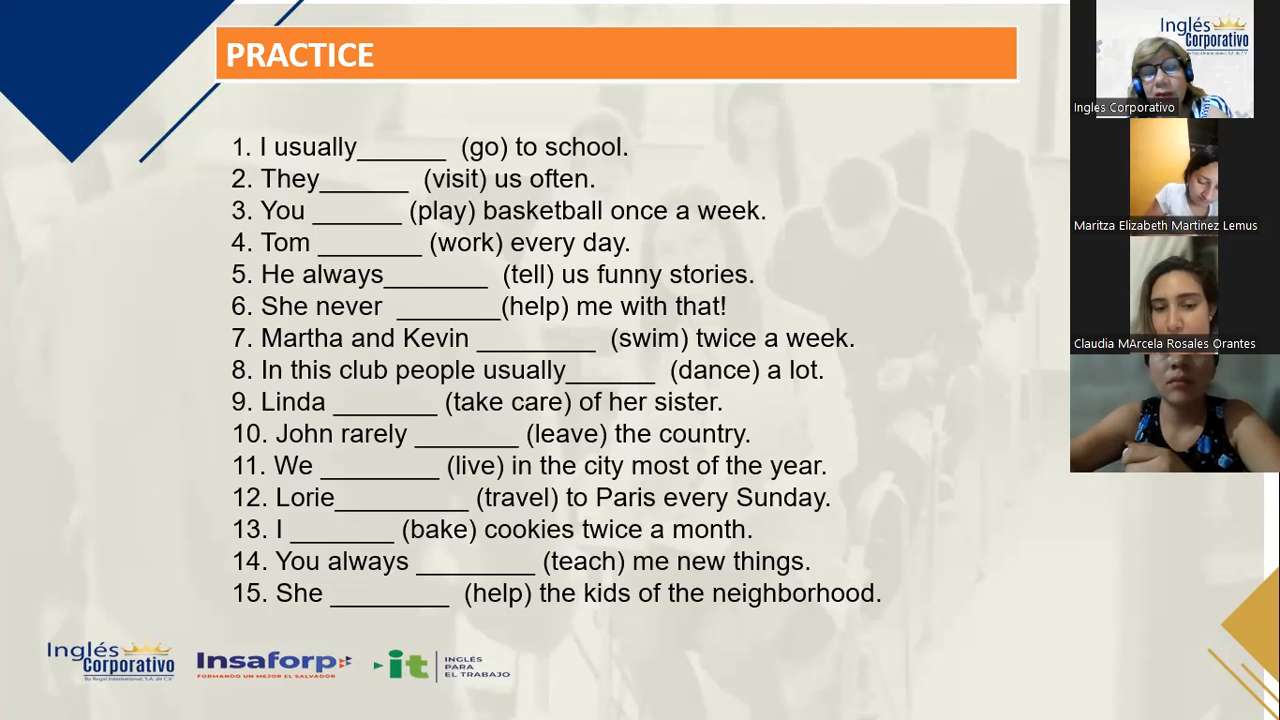 PRACTICE
1. I usually______ (go) to school.
2. They______ (visit) us often.
3. You ______ (play) basketball once a week.
4. Tom _______ (work) every day.
5. He always_______ (tell) us funny stories.
6. She never _______(help) me with that!
7. Martha and Kevin ________ (swim) twice a week.
8. In this club people usually______ (dance) a lot.
9. Linda _______ (take care) of her sister.
10. John rarely _______ (leave) the country.
11. We ________ (live) in the city most of the year.
12. Lorie_________ (travel) to Paris every Sunday.
13. I _______ (bake) cookies twice a month.
14. You always ________ (teach) me new things.
15. She ________ (help) the kids of the neighborhood.
Inglés
Corporativo
By Regal International, S.A. de C.V.
Insaforp
FORMANDO UN MEJOR EL SALVADOR
it
INGLÉS
PARA
EL TRABAJO
Inglés
Corporativo
Ingles Corporativo
Maritza Elizabeth Martinez Lemus
Claudia MArcela Rosales Orantes